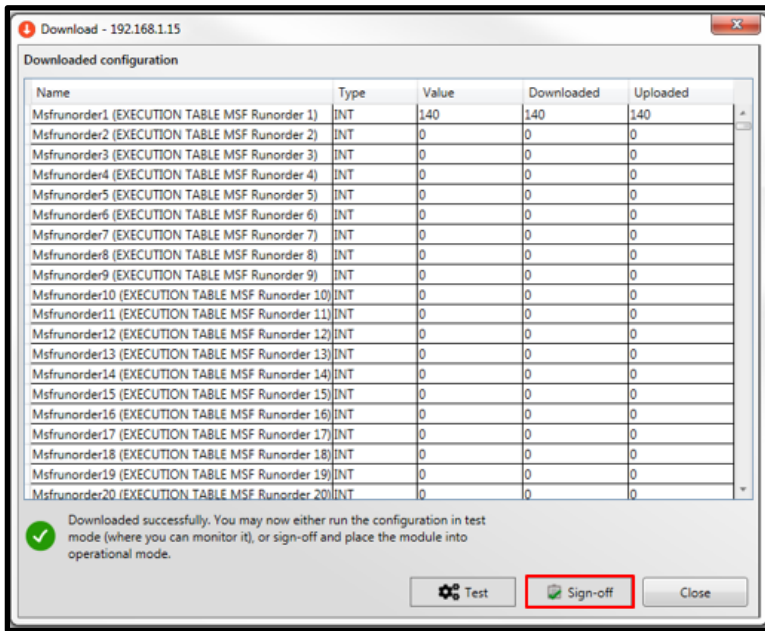 Download - 192.168.1.15
Downloaded configuration
Name Type Value Downloaded Uploaded
Msfrunorder1 (EXECUTION TABLE MSF Runorder 1) INT 140 140 140
Msfrunorder2 (EXECUTION TABLE MSF Runorder 2) INT 0 0 0
Msfrunorder3 (EXECUTION TABLE MSF Runorder 3) INT 0 0 0
Msfrunorder4 (EXECUTION TABLE MSF Runorder 4) INT 0 0 0
Msfrunorder5 (EXECUTION TABLE MSF Runorder 5) INT 0 0 0
Msfrunorder6 (EXECUTION TABLE MSF Runorder 6) INT 0 0 0
Msfrunorder7 (EXECUTION TABLE MSF Runorder 7) INT 0 0 0
Msfrunorder8 (EXECUTION TABLE MSF Runorder 8) INT 0 0 0
Msfrunorder9 (EXECUTION TABLE MSF Runorder 9) INT 0 0 0
Msfrunorder10 (EXECUTION TABLE MSF Runorder 10) INT 0 0 0
Msfrunorder11 (EXECUTION TABLE MSF Runorder 11) INT 0 0 0
Msfrunorder12 (EXECUTION TABLE MSF Runorder 12) INT 0 0 0
Msfrunorder13 (EXECUTION TABLE MSF Runorder 13) INT 0 0 0
Msfrunorder14 (EXECUTION TABLE MSF Runorder 14) INT 0 0 0
Msfrunorder15 (EXECUTION TABLE MSF Runorder 15) INT 0 0 0
Msfrunorder16 (EXECUTION TABLE MSF Runorder 16) INT 0 0 0
Msfrunorder17 (EXECUTION TABLE MSF Runorder 17) INT 0 0 0
Msfrunorder18 (EXECUTION TABLE MSF Runorder 18) INT 0 0 0
Msfrunorder19 (EXECUTION TABLE MSF Runorder 19) INT 0 0 0
Msfrunorder20 (EXECUTION TABLE MSF Runorder 20) INT 0 0 0
Downloaded successfully. You may now either run the configuration in test
mode (where you can monitor it), or sign-off and place the module into
operational mode.
Test Sign-off Close